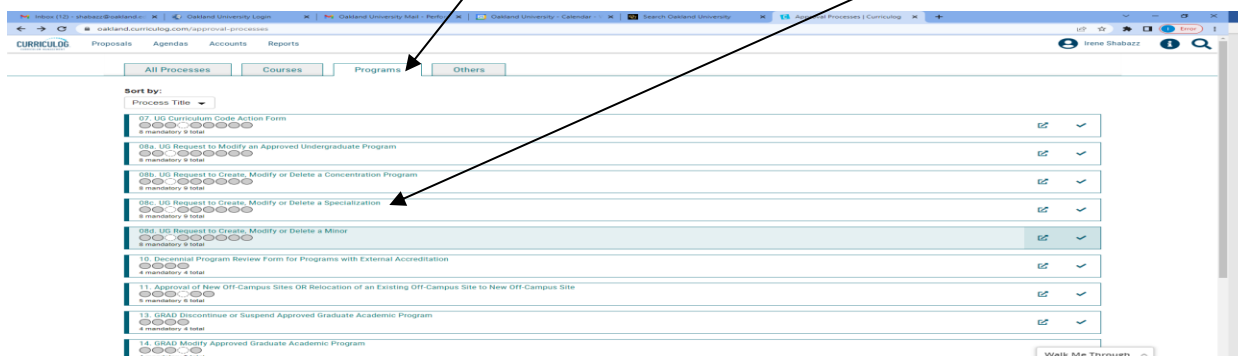 Inbox (12) - shabazz@oakland.e
Oakland University Login
Oakland University Mail - Perfor
Oakland University - Calendar -
Search Oakland University
Approval Processes | Curriculog
oakland.curriculog.com/approval-processes
Error
CURRICULOG
Proposals Agendas Accounts Reports
Irene Shabazz
All Processes Courses Programs Others
Sort by:
Process Title
07. UG Curriculum Code Action Form
8 mandatory 9 total
08a. UG Request to Modify an Approved Undergraduate Program
8 mandatory 9 total
08b. UG Request to Create, Modify or Delete a Concentration Program
8 mandatory 9 total
08c. UG Request to Create, Modify or Delete a Specialization
8 mandatory 9 total
08d. UG Request to Create, Modify or Delete a Minor
8 mandatory 9 total
10. Decennial Program Review Form for Programs with External Accreditation
4 mandatory 4 total
11. Approval of New Off-Campus Sites OR Relocation of an Existing Off-Campus Site to New Off-Campus Site
5 mandatory 6 total
13. GRAD Discontinue or Suspend Approved Graduate Academic Program
4 mandatory 4 total
14. GRAD Modify Approved Graduate Academic Program
Walk Me Through